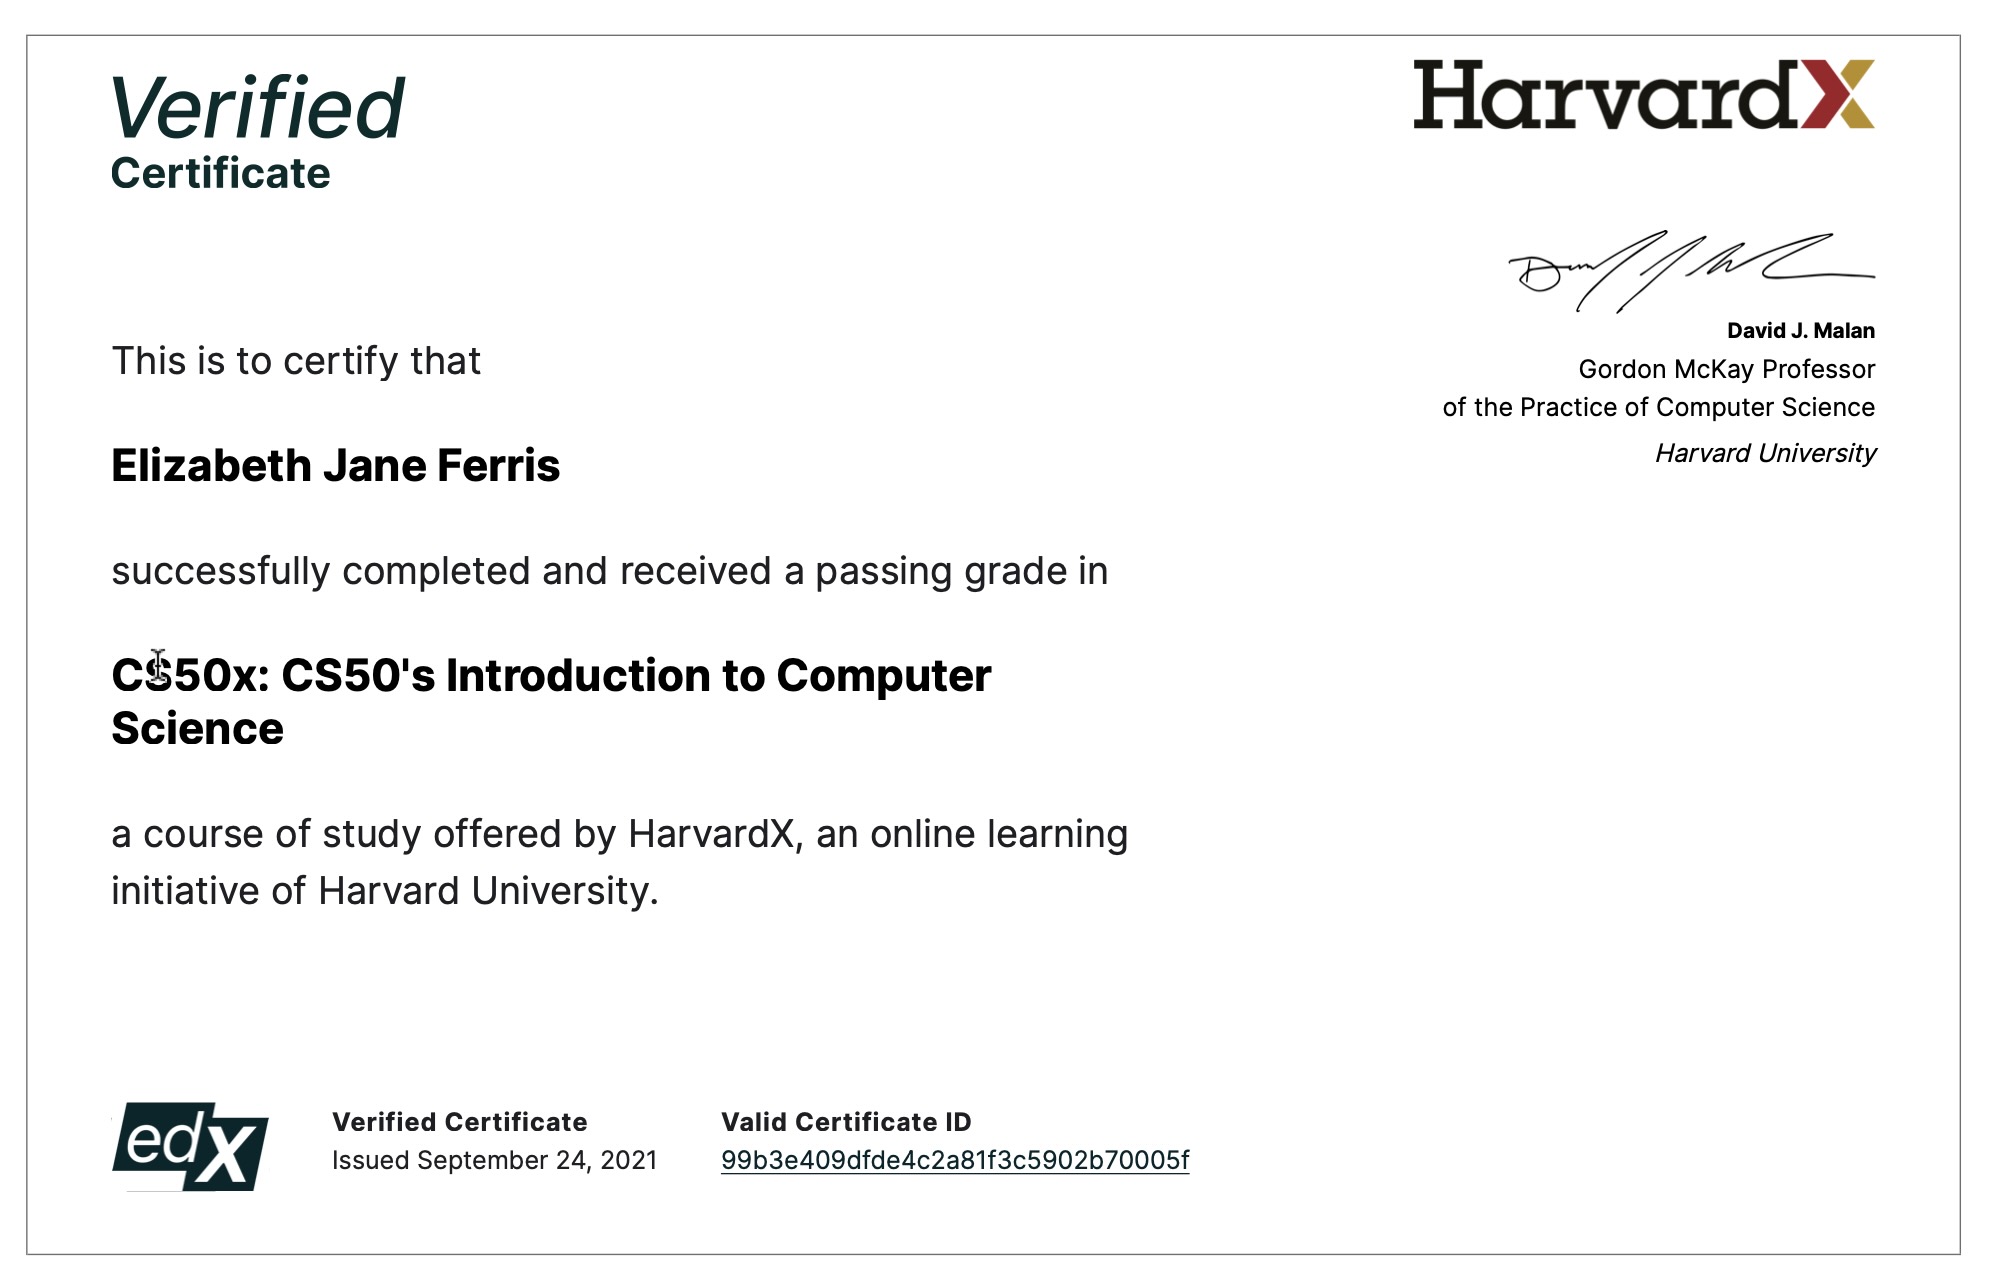 Verified
Certificate
HarvardX
David J. Malan
Gordon McKay Professor
of the Practice of Computer Science
Harvard University
This is to certify that
Elizabeth Jane Ferris
successfully completed and received a passing grade in
CS50x: CS50's Introduction to Computer
Science
a course of study offered by HarvardX, an online learning
initiative of Harvard University.
edX
Verified Certificate
Issued September 24, 2021
Valid Certificate ID
99b3e409dfde4c2a81f3c5902b70005f